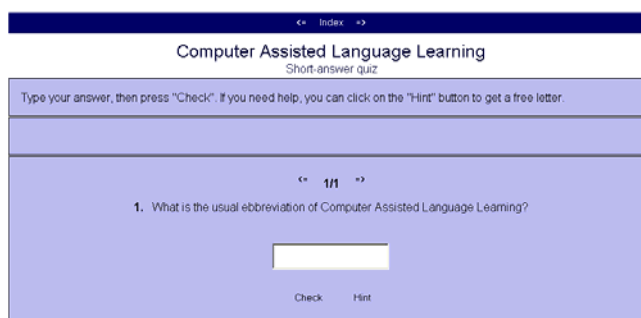 <= Index =>
Computer Assisted Language Learning
Short-answer quiz
Type your answer, then press "Check". If you need help, you can click on the "Hint" button to get a free letter.
<= 1/1 =>
1. What is the usual ebbreviation of Computer Assisted Language Learning?
Check Hint